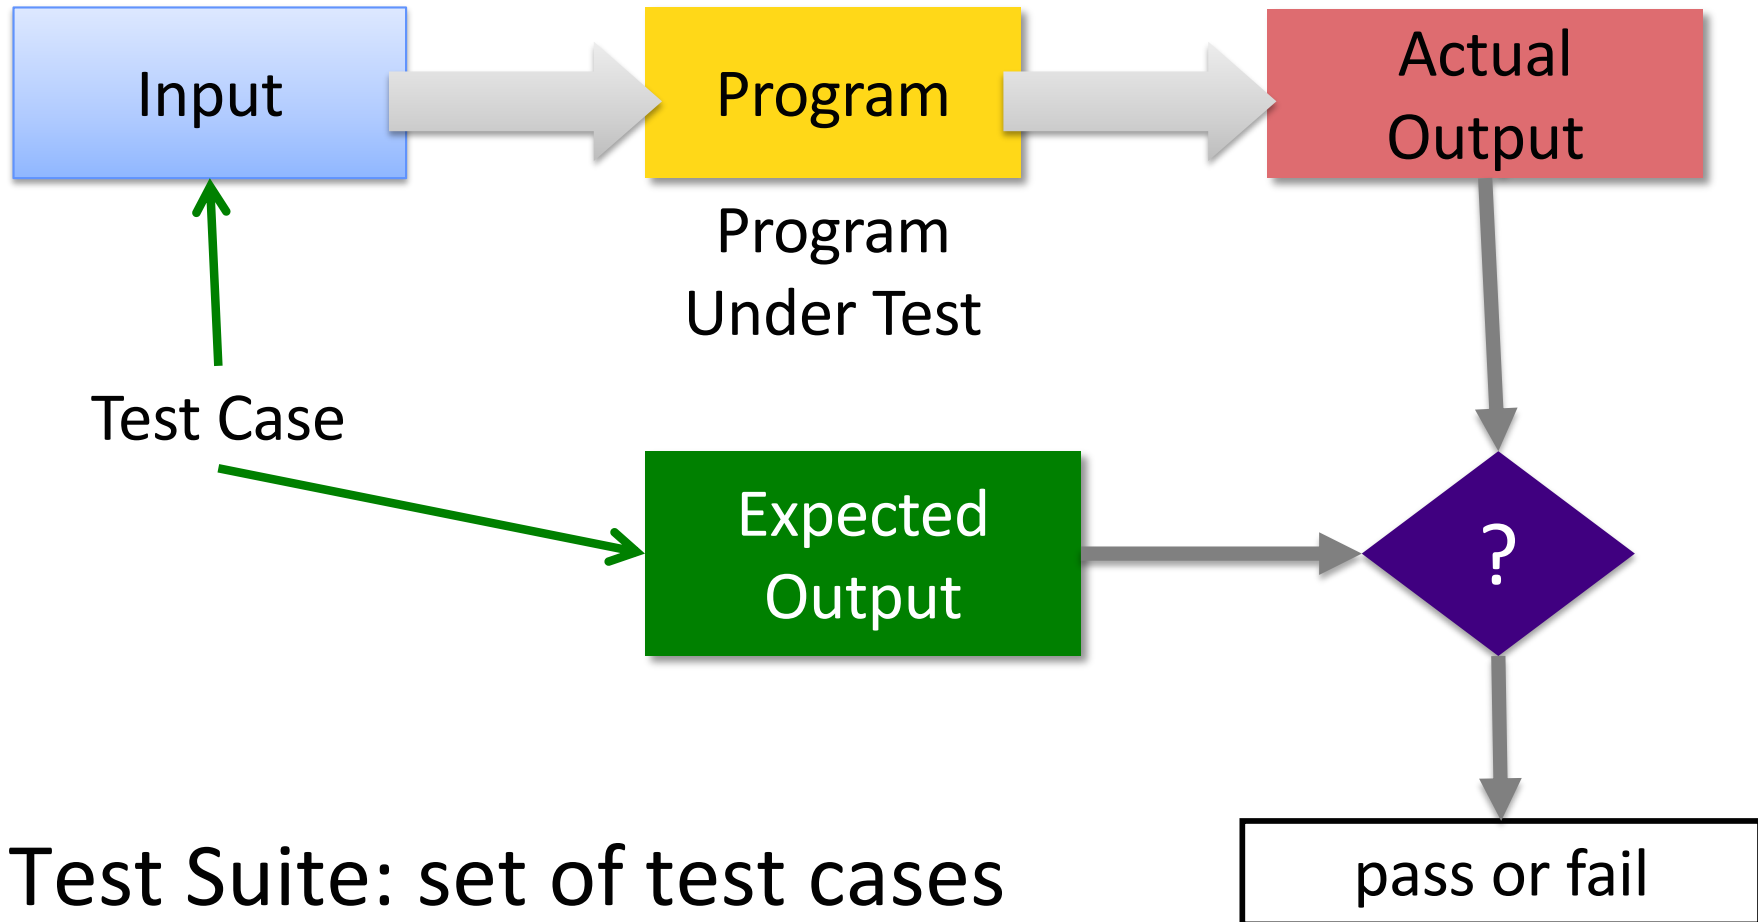 Input
Program
Actual
Output
Program
Under Test
Test Case
Expected
Output
?
Test Suite: set of test cases
pass or fail